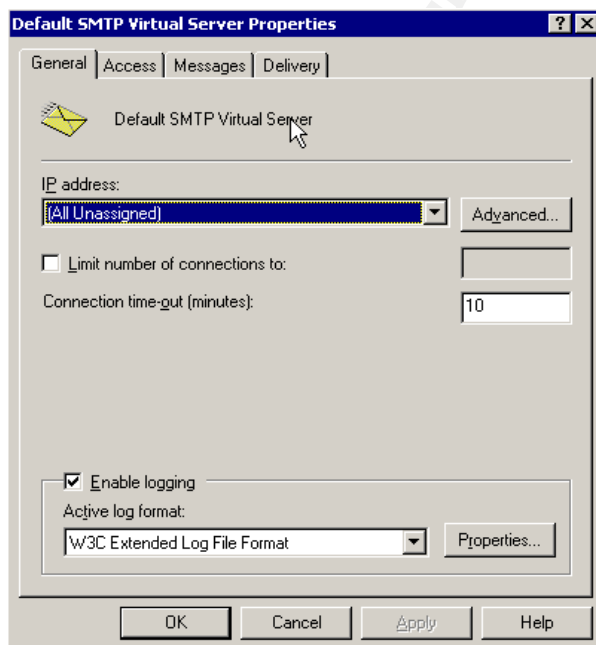 Default SMTP Virtual Server Properties
General Access Messages Delivery
Default SMTP Virtual Server
IP address:
(All Unassigned)
Advanced...
Limit number of connections to:
Connection time-out (minutes):
10
Enable logging
Active log format:
W3C Extended Log File Format
Properties...
OK Cancel Apply Help